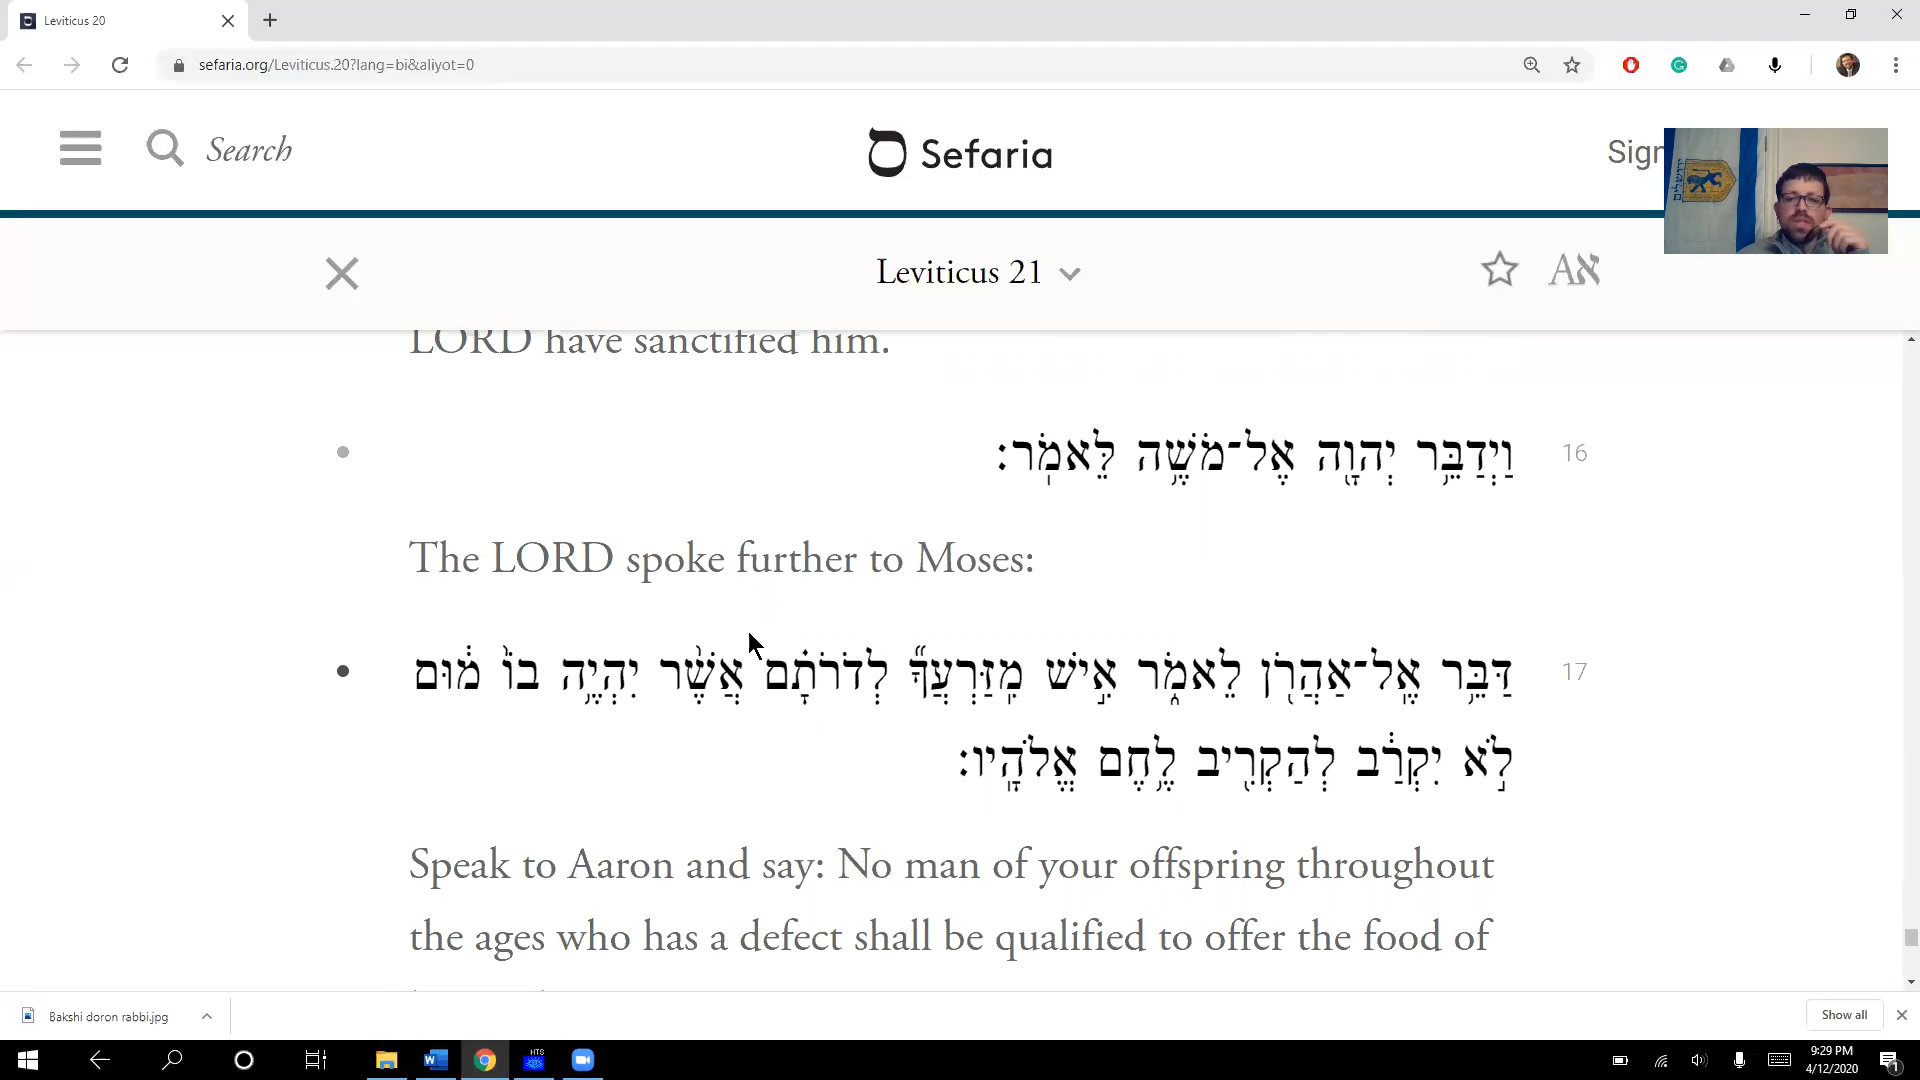 Leviticus 20
sefaria.org/Leviticus.20?lang=bi&aliyot=0
Search
Sefaria
Sign
ירושלים
Leviticus 21
LORD have sanctified him.
וַיְדַבֵּ֥ר יְהוָ֖ה אֶל־מֹשֶׁ֥ה לֵּאמֹֽר׃ 16
The LORD spoke further to Moses:
דַּבֵּ֥ר אֶֽל־אַהֲרֹ֖ן לֵאמֹ֑ר אִ֣ישׁ מִֽזַּרְעֲךָ֞ לְדֹרֹתָ֗ם אֲשֶׁ֨ר יִהְיֶ֥ה בוֹ֙ מ֔וּם 17
לֹ֣א יִקְרַ֔ב לְהַקְרִ֖יב לֶ֥חֶם אֱלֹהָֽיו׃
Speak to Aaron and say: No man of your offspring throughout
the ages who has a defect shall be qualified to offer the food of
Bakshi doron rabbi.jpg
Show all
HTS
9:29 PM
4/12/2020
1